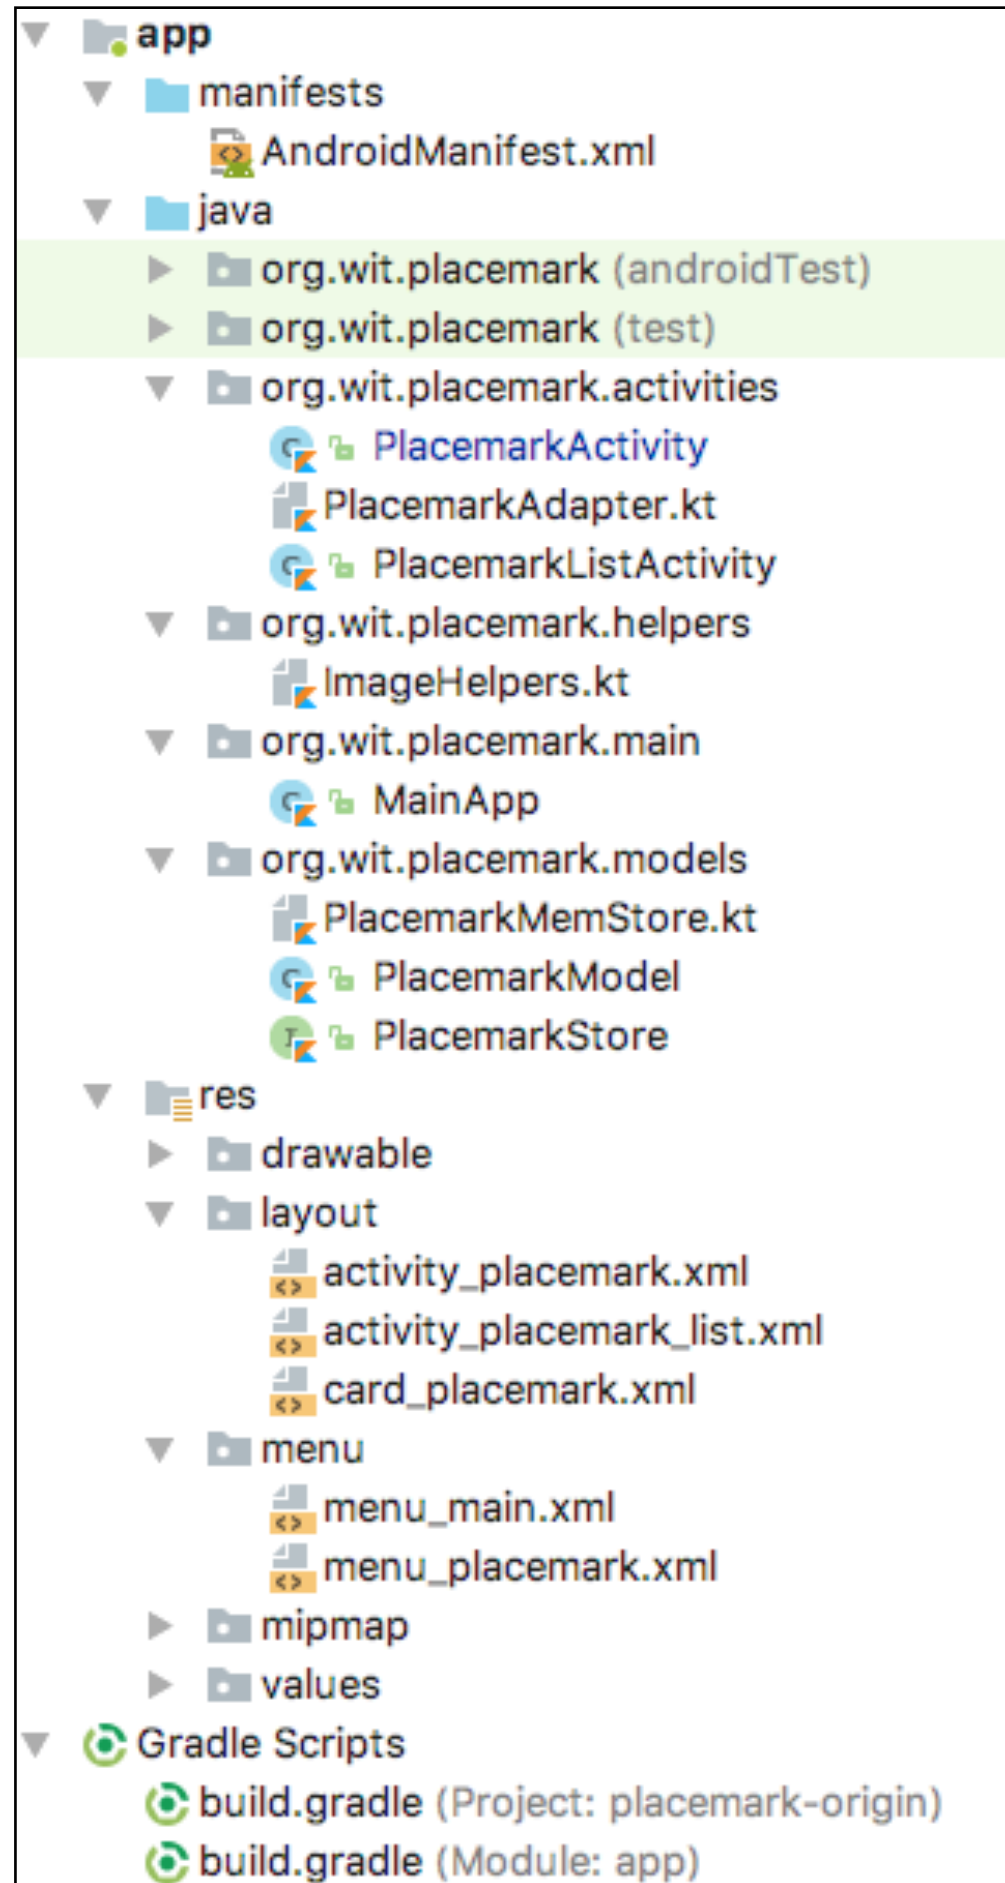 app
manifests
AndroidManifest.xml
java
org.wit.placemark (androidTest)
org.wit.placemark (test)
org.wit.placemark.activities
PlacemarkActivity
PlacemarkAdapter.kt
PlacemarkListActivity
org.wit.placemark.helpers
ImageHelpers.kt
org.wit.placemark.main
MainApp
org.wit.placemark.models
PlacemarkMemStore.kt
PlacemarkModel
PlacemarkStore
res
drawable
layout
activity_placemark.xml
activity_placemark_list.xml
card_placemark.xml
menu
menu_main.xml
menu_placemark.xml
mipmap
values
Gradle Scripts
build.gradle (Project: placemark-origin)
build.gradle (Module: app)